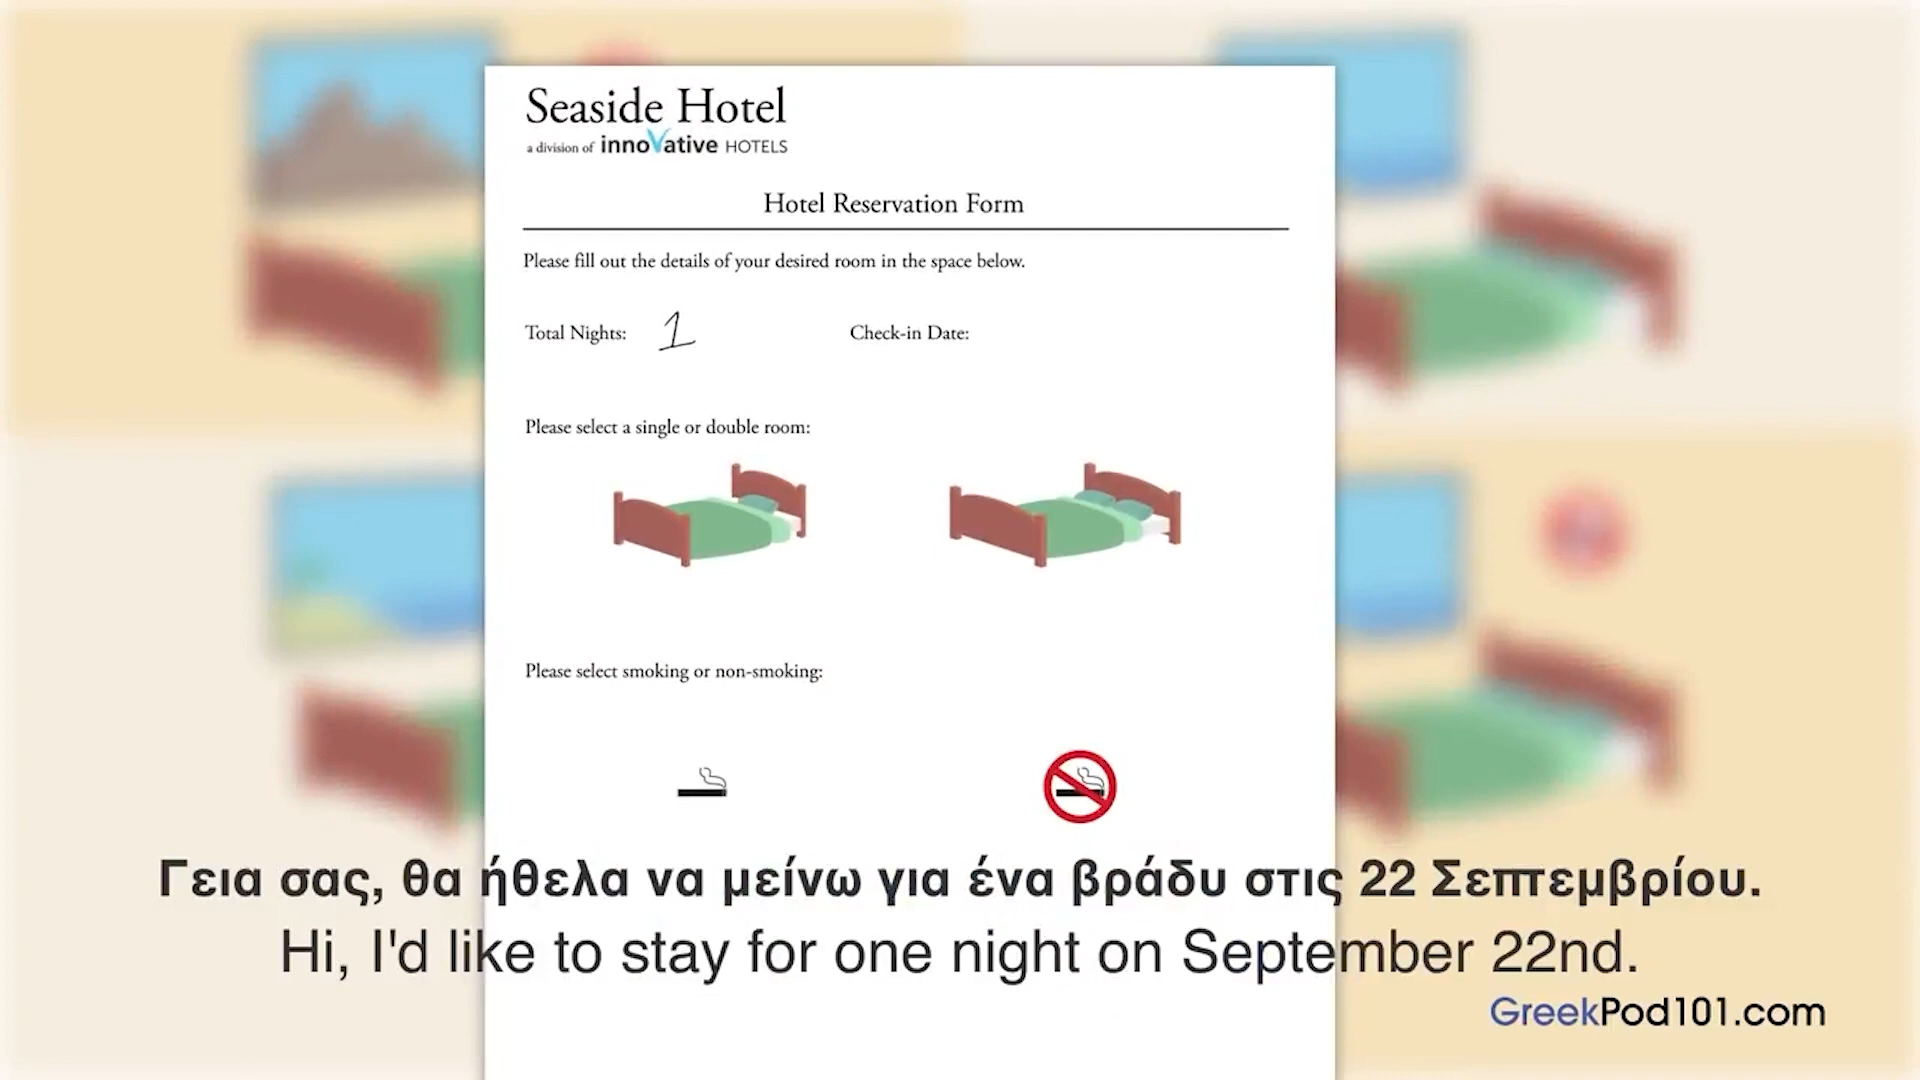 Seaside Hotel
a division of innoVative HOTELS
Hotel Reservation Form
Please fill out the details of your desired room in the space below.
Total Nights: 1 Check-in Date:
Please select a single or double room:
Please select smoking or non-smoking:
Γεια σας, θα ήθελα να μείνω για ένα βράδυ στις 22 Σεπτεμβρίου.
Hi, I'd like to stay for one night on September 22nd.
GreekPod101.com